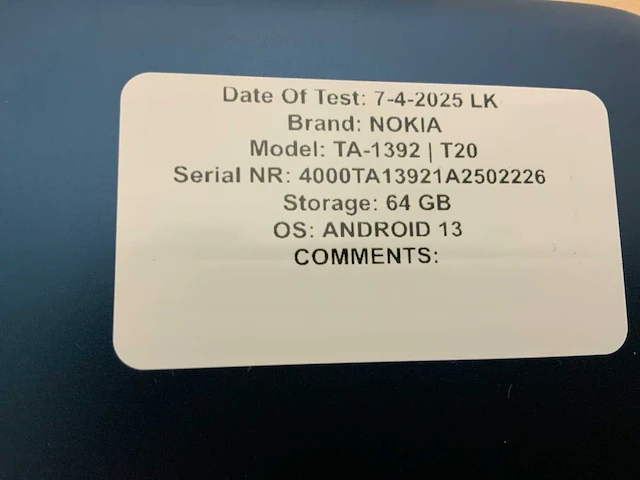 Date Of Test: 7-4-2025 LK
Brand: NOKIA
Model: TA-1392 | T20
Serial NR: 4000TA13921A2502226
Storage: 64 GB
OS: ANDROID 13
COMMENTS: